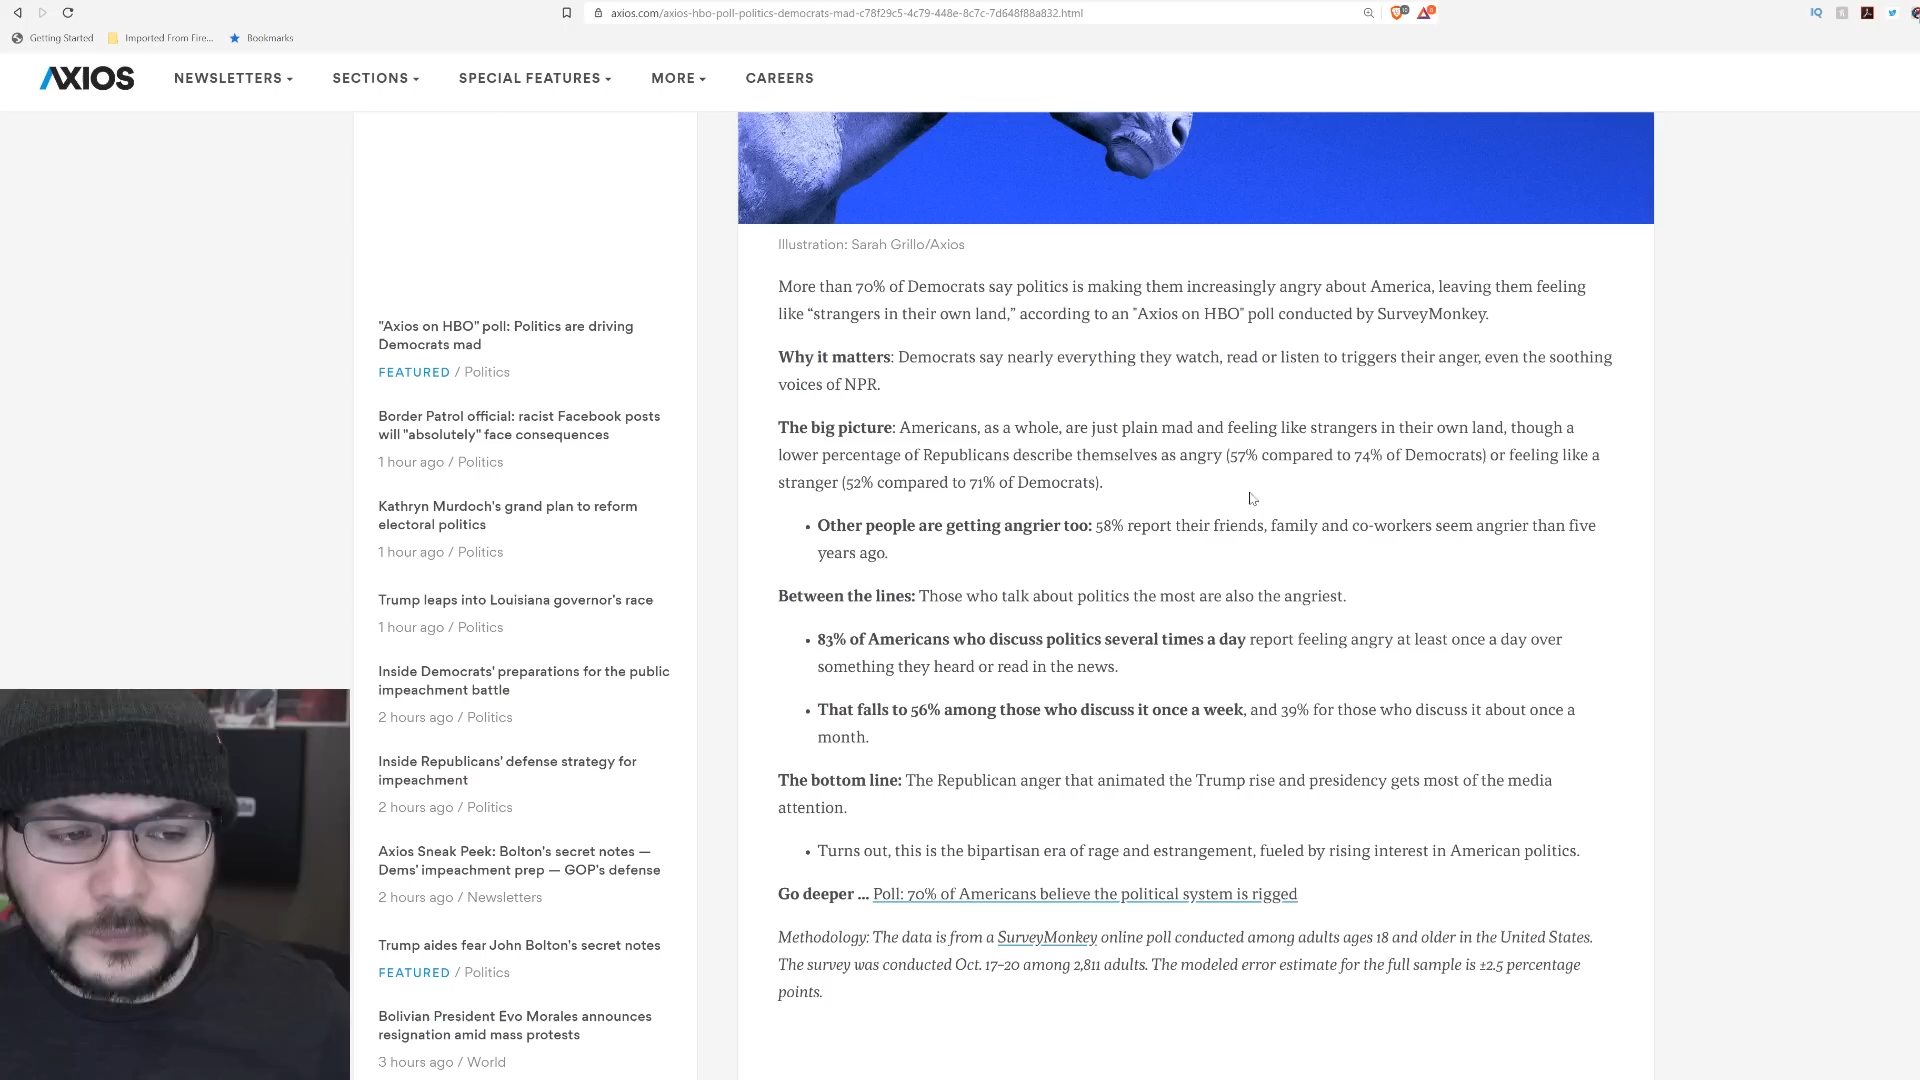 axios.com/axios-hbo-poll-politics-democrats-mad-c78f29c5-4c79-448e-8c7c-7d648f88a832.html
Getting Started
Imported From Fire...
Bookmarks
AXIOS
NEWSLETTERS
SECTIONS
SPECIAL FEATURES
MORE
CAREERS
"Axios on HBO" poll: Politics are driving
Democrats mad
FEATURED / Politics
Border Patrol official: racist Facebook posts
will "absolutely" face consequences
1 hour ago / Politics
Kathryn Murdoch's grand plan to reform
electoral politics
1 hour ago / Politics
Trump leaps into Louisiana governor's race
1 hour ago / Politics
Inside Democrats' preparations for the public
impeachment battle
2 hours ago / Politics
Inside Republicans' defense strategy for
impeachment
2 hours ago / Politics
Axios Sneak Peek: Bolton's secret notes —
Dems' impeachment prep — GOP's defense
2 hours ago / Newsletters
Trump aides fear John Bolton's secret notes
FEATURED / Politics
Bolivian President Evo Morales announces
resignation amid mass protests
3 hours ago / World
Illustration: Sarah Grillo/Axios
More than 70% of Democrats say politics is making them increasingly angry about America, leaving them feeling
like “strangers in their own land,” according to an "Axios on HBO" poll conducted by SurveyMonkey.
Why it matters: Democrats say nearly everything they watch, read or listen to triggers their anger, even the soothing
voices of NPR.
The big picture: Americans, as a whole, are just plain mad and feeling like strangers in their own land, though a
lower percentage of Republicans describe themselves as angry (57% compared to 74% of Democrats) or feeling like a
stranger (52% compared to 71% of Democrats).
• Other people are getting angrier too: 58% report their friends, family and co-workers seem angrier than five
years ago.
Between the lines: Those who talk about politics the most are also the angriest.
• 83% of Americans who discuss politics several times a day report feeling angry at least once a day over
something they heard or read in the news.
• That falls to 56% among those who discuss it once a week, and 39% for those who discuss it about once a
month.
The bottom line: The Republican anger that animated the Trump rise and presidency gets most of the media
attention.
• Turns out, this is the bipartisan era of rage and estrangement, fueled by rising interest in American politics.
Go deeper ... Poll: 70% of Americans believe the political system is rigged
Methodology: The data is from a SurveyMonkey online poll conducted among adults ages 18 and older in the United States.
The survey was conducted Oct. 17-20 among 2,811 adults. The modeled error estimate for the full sample is ±2.5 percentage
points.